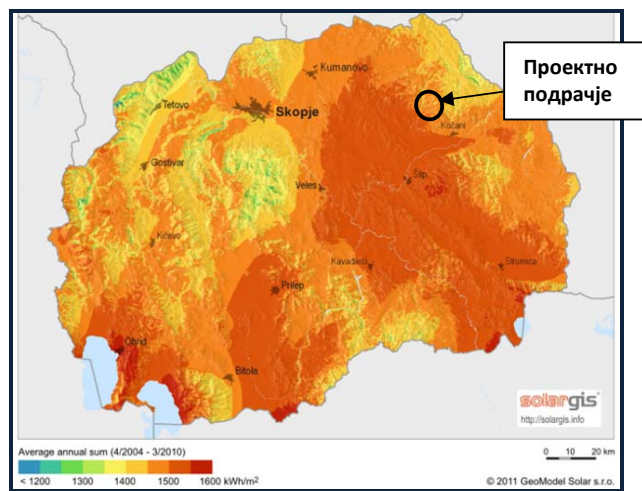 Проектно
подрачје
Kumanovo
Tetovo
Skopje
Kočani
Gostivar
Veles
Štip
Kičevo
Kavadarci
Strumica
Prilep
Ohrid
Bitola
solargis
http://solargis.info
Average annual sum (4/2004 - 3/2010)
0 10 20 km
< 1200 1300 1400 1500 1600 kWh/m²
© 2011 GeoModel Solar s.r.o.